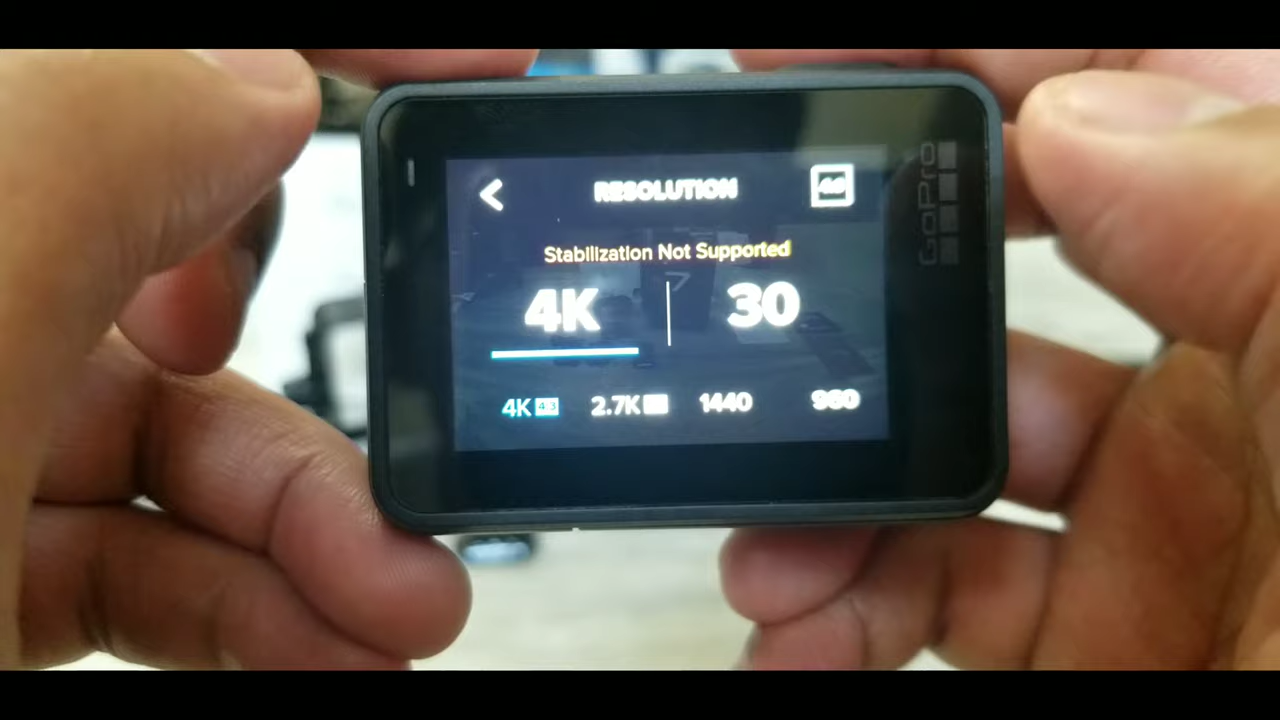 RESOLUTION
Stabilization Not Supported
4K 30
4K 4:3 2.7K 1440 960
GoPro